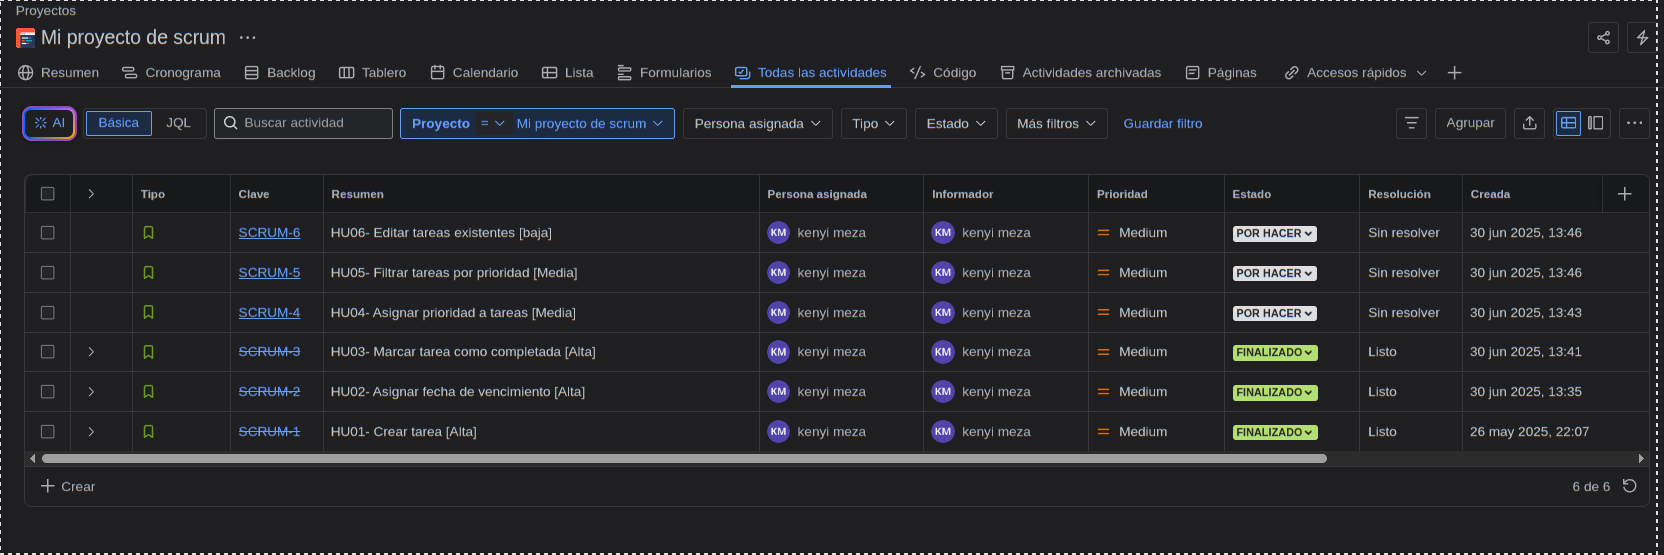 Proyectos
Mi proyecto de scrum ...
Resumen Cronograma Backlog Tablero Calendario Lista Formularios Todas las actividades Código Actividades archivadas Páginas Accesos rápidos
AI Básica JQL Buscar actividad Proyecto = Mi proyecto de scrum Persona asignada Tipo Estado Más filtros Guardar filtro Agrupar ...
Tipo Clave Resumen Persona asignada Informador Prioridad Estado Resolución Creada
SCRUM-6 HU06- Editar tareas existentes [baja] KM kenyi meza KM kenyi meza Medium POR HACER Sin resolver 30 jun 2025, 13:46
SCRUM-5 HU05- Filtrar tareas por prioridad [Media] KM kenyi meza KM kenyi meza Medium POR HACER Sin resolver 30 jun 2025, 13:46
SCRUM-4 HU04- Asignar prioridad a tareas [Media] KM kenyi meza KM kenyi meza Medium POR HACER Sin resolver 30 jun 2025, 13:43
SCRUM-3 HU03- Marcar tarea como completada [Alta] KM kenyi meza KM kenyi meza Medium FINALIZADO Listo 30 jun 2025, 13:41
SCRUM-2 HU02- Asignar fecha de vencimiento [Alta] KM kenyi meza KM kenyi meza Medium FINALIZADO Listo 30 jun 2025, 13:35
SCRUM-1 HU01- Crear tarea [Alta] KM kenyi meza KM kenyi meza Medium FINALIZADO Listo 26 may 2025, 22:07
+ Crear 6 de 6